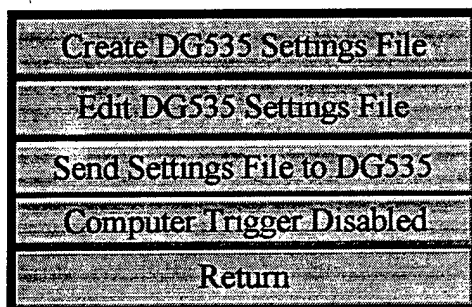 Create DG535 Settings File
Edit DG535 Settings File
Send Settings File to DG535
Computer Trigger Disabled
Return